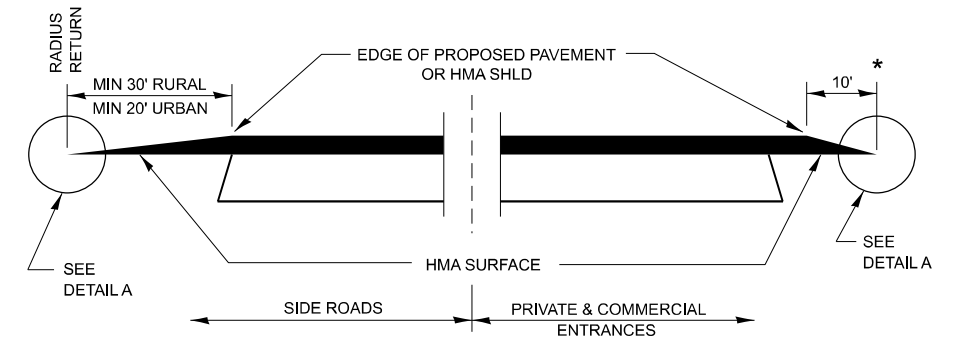 RADIUS
RETURN
MIN 30' RURAL
MIN 20' URBAN
EDGE OF PROPOSED PAVEMENT
OR HMA SHLD
10'
*
SEE
DETAIL A
HMA SURFACE
SEE
DETAIL A
SIDE ROADS
PRIVATE & COMMERCIAL
ENTRANCES